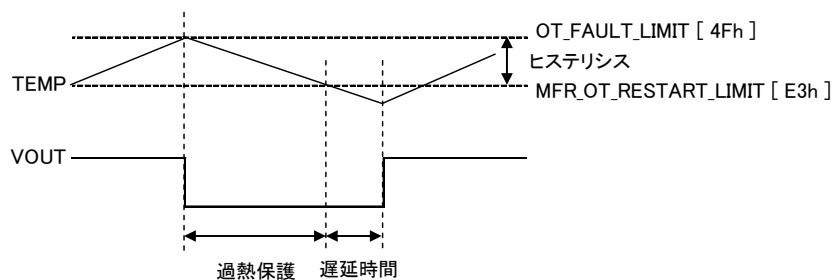 OT_FAULT_LIMIT [ 4Fh ]
ヒステリシス
TEMP
MFR_OT_RESTART_LIMIT [ E3h ]
VOUT
過熱保護
遅延時間